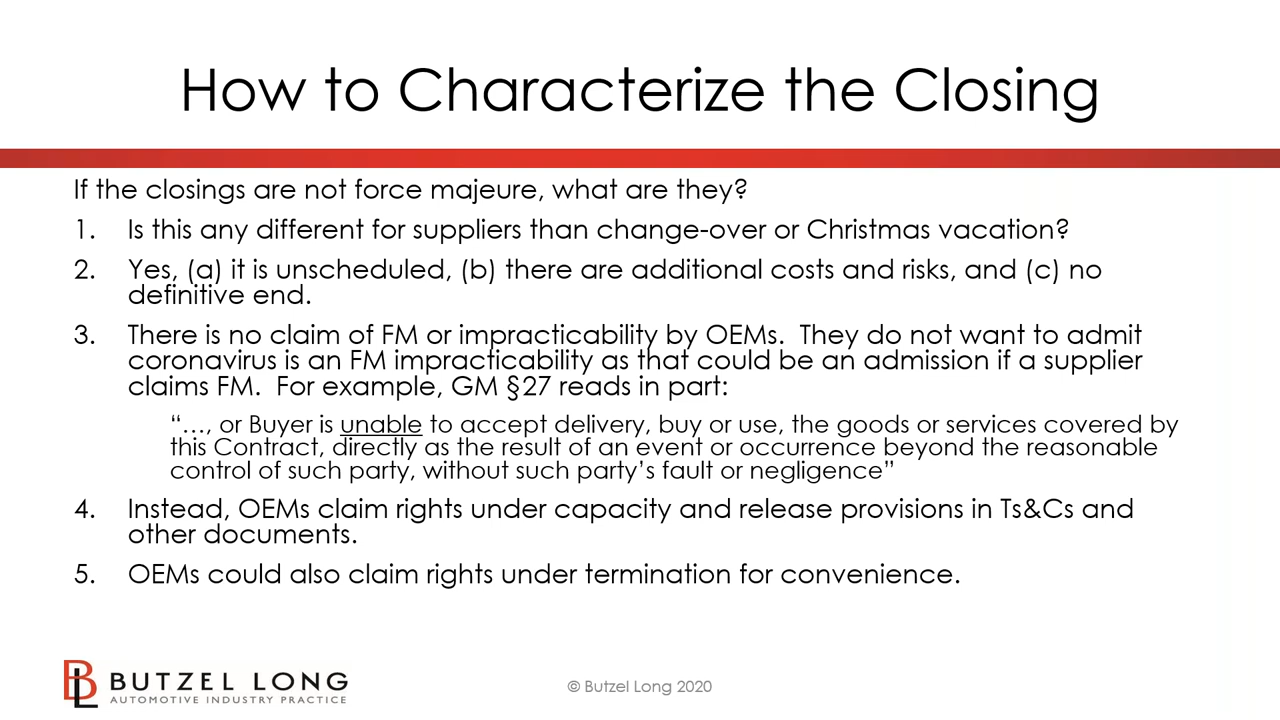 How to Characterize the Closing
If the closings are not force majeure, what are they?
1. Is this any different for suppliers than change-over or Christmas vacation?
2. Yes, (a) it is unscheduled, (b) there are additional costs and risks, and (c) no
definitive end.
3. There is no claim of FM or impracticability by OEMs.  They do not want to admit
coronavirus is an FM impracticability as that could be an admission if a supplier
claims FM.  For example, GM §27 reads in part:
“…, or Buyer is unable to accept delivery, buy or use, the goods or services covered by
this Contract, directly as the result of an event or occurrence beyond the reasonable
control of such party, without such party’s fault or negligence”
4. Instead, OEMs claim rights under capacity and release provisions in Ts&Cs and
other documents.
5. OEMs could also claim rights under termination for convenience.
BL
BUTZEL LONG
AUTOMOTIVE INDUSTRY PRACTICE
© Butzel Long 2020